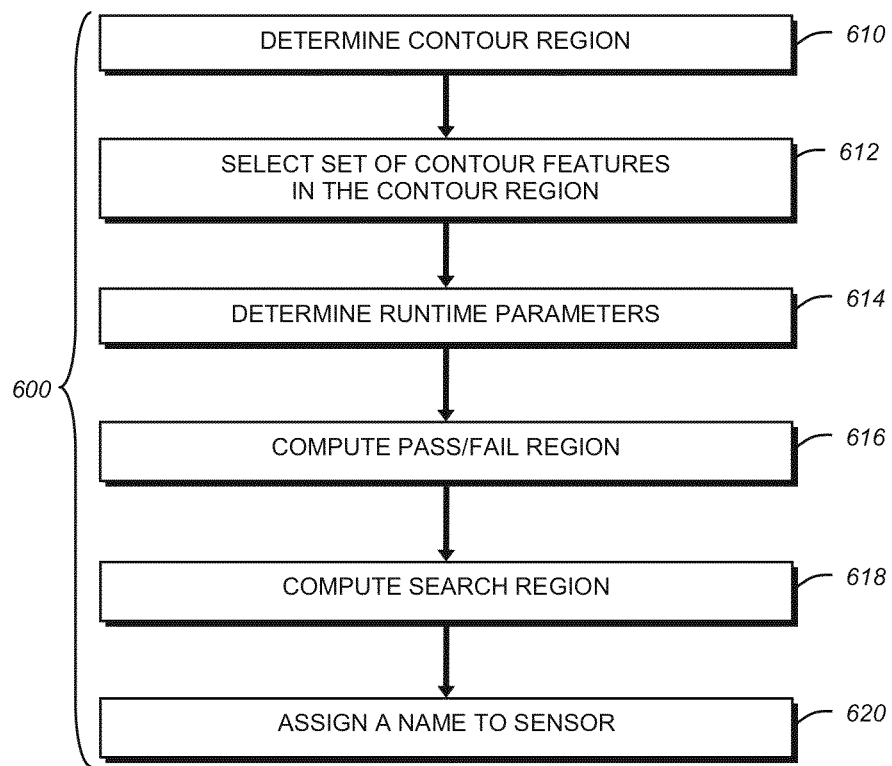 DETERMINE CONTOUR REGION
610
SELECT SET OF CONTOUR FEATURES
IN THE CONTOUR REGION
612
DETERMINE RUNTIME PARAMETERS
614
600
COMPUTE PASS/FAIL REGION
616
COMPUTE SEARCH REGION
618
ASSIGN A NAME TO SENSOR
620